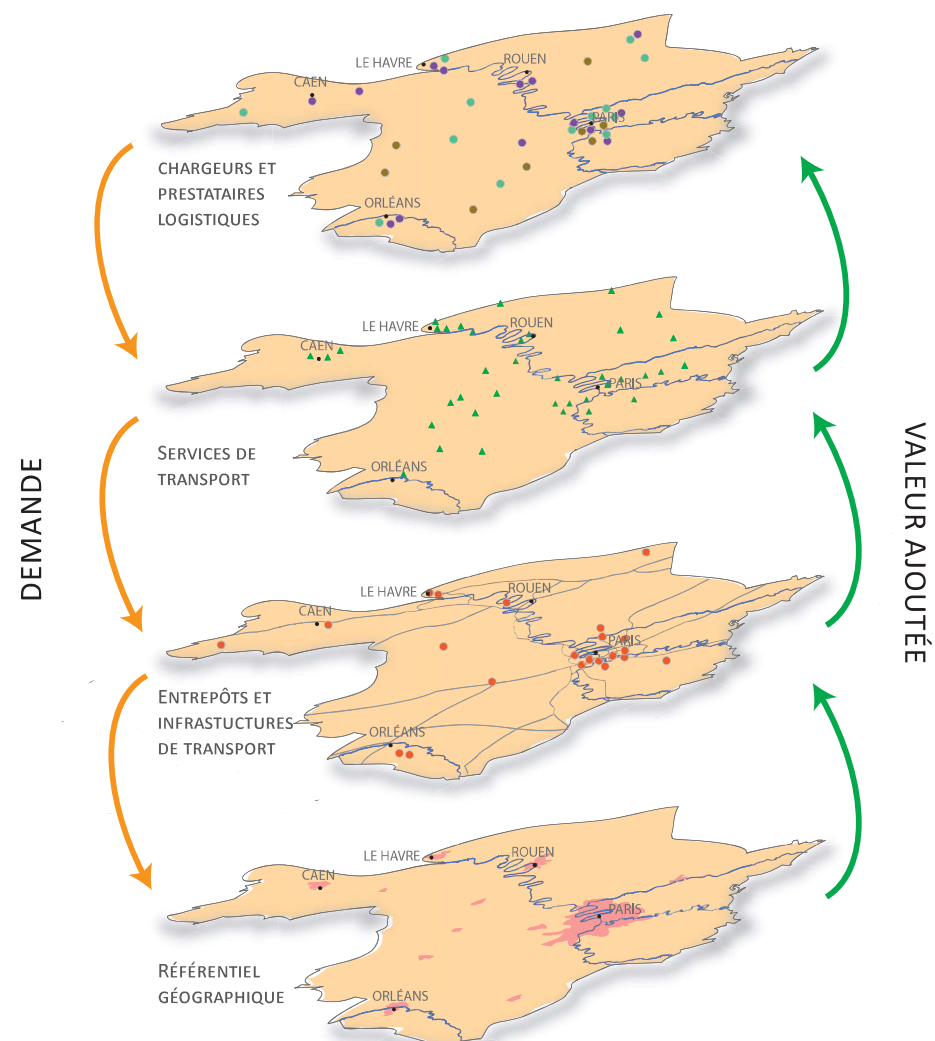 LE HAVRE
ROUEN
CAEN
PARIS
CHARGEURS ET
PRESTATAIRES
LOGISTIQUES
ORLÉANS
LE HAVRE
ROUEN
CAEN
PARIS
SERVICES DE
TRANSPORT
ORLÉANS
DEMANDE
VALEUR AJOUTÉE
LE HAVRE
ROUEN
CAEN
PARIS
ENTREPÔTS ET
INFRASTUCTURES
DE TRANSPORT
ORLÉANS
LE HAVRE
ROUEN
CAEN
PARIS
RÉFÉRENTIEL
GÉOGRAPHIQUE
ORLÉANS